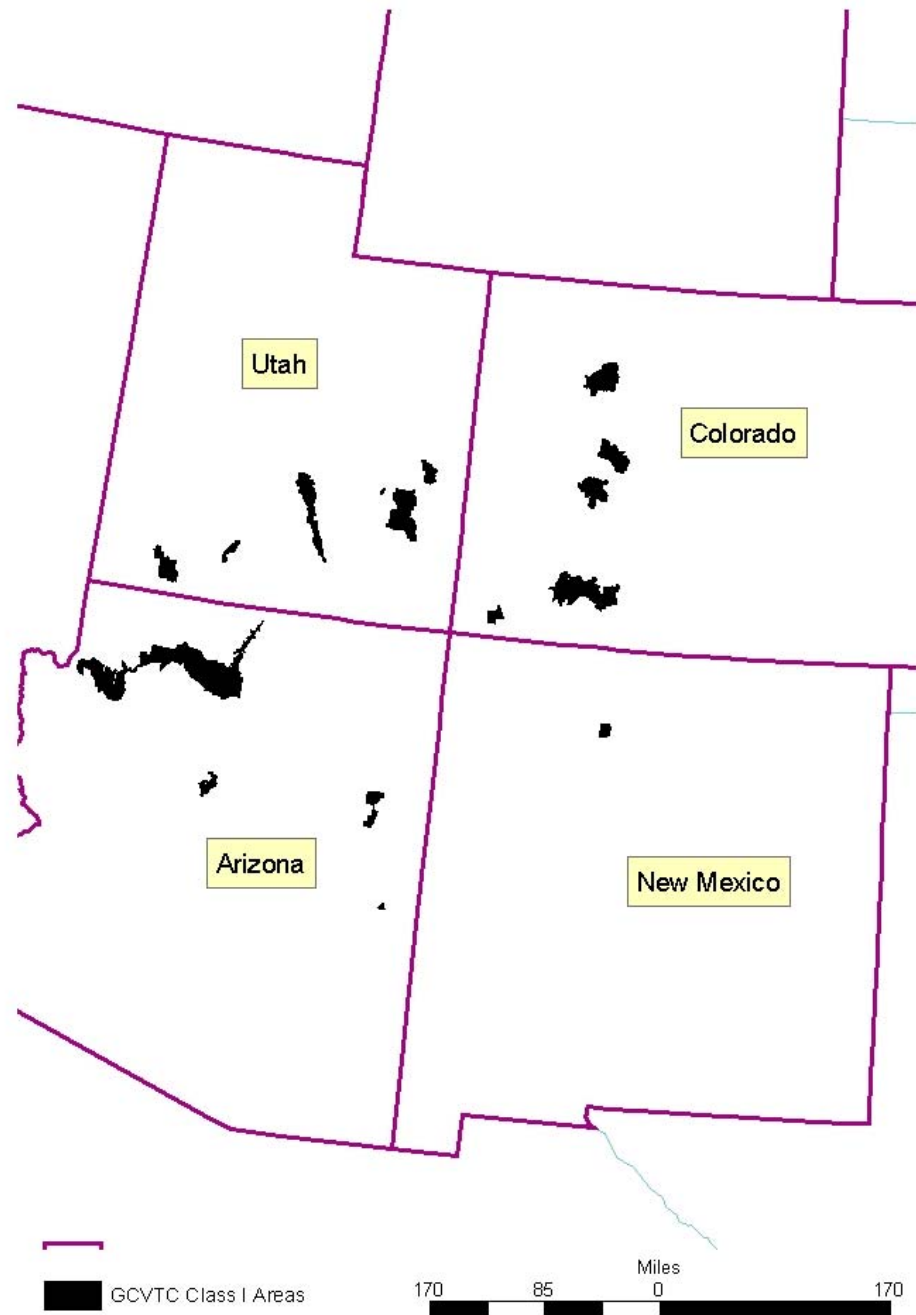 Utah
Colorado
Arizona
New Mexico
Miles
170 85 0 170
GCVTC Class I Areas